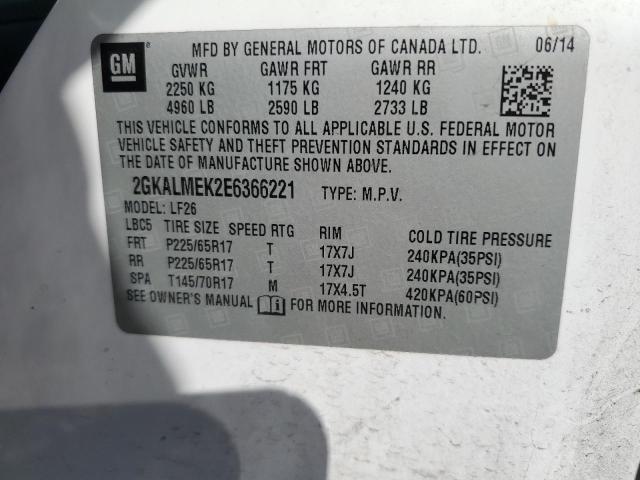 GM ® MFD BY GENERAL MOTORS OF CANADA LTD. 06/14
GVWR GAWR FRT GAWR RR
2250 KG 1175 KG 1240 KG
4960 LB 2590 LB 2733 LB
THIS VEHICLE CONFORMS TO ALL APPLICABLE U.S. FEDERAL MOTOR
VEHICLE SAFETY AND THEFT PREVENTION STANDARDS IN EFFECT ON
THE DATE OF MANUFACTURE SHOWN ABOVE.
2GKALMEK2E6366221 TYPE: M.P.V.
MODEL: LF26
LBC5 TIRE SIZE SPEED RTG RIM COLD TIRE PRESSURE
FRT P225/65R17 T 17X7J 240KPA(35PSI)
RR P225/65R17 T 17X7J 240KPA(35PSI)
SPA T145/70R17 M 17X4.5T 420KPA(60PSI)
SEE OWNER'S MANUAL i FOR MORE INFORMATION.